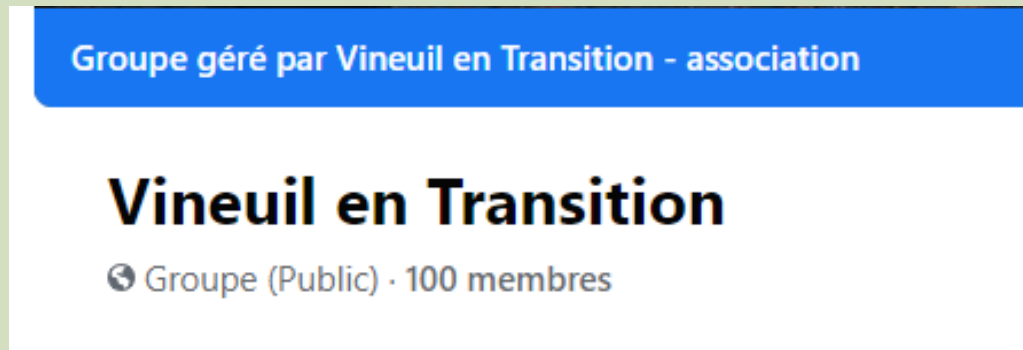 Groupe géré par Vineuil en Transition - association
Vineuil en Transition
Groupe (Public) · 100 membres